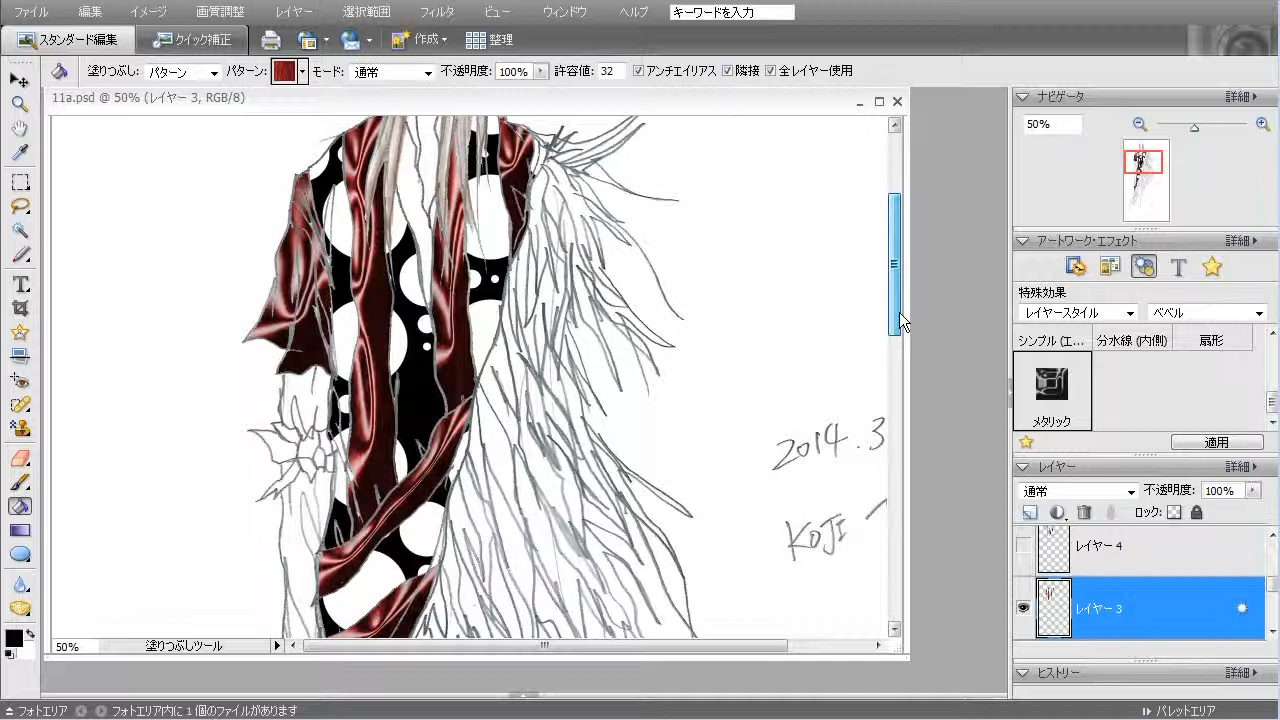 ファイル 編集 イメージ 画質調整 レイヤー 選択範囲 フィルタ ビュー ウィンドウ ヘルプ キーワードを入力
スタンダード編集 クイック補正 作成 整理
塗りつぶし: パターン パターン: モード: 通常 不透明度: 100% 許容値: 32 アンチエイリアス 隣接 全レイヤー使用
11a.psd @ 50% (レイヤー 3, RGB/8)
2014.3
KOJI
50% 塗りつぶしツール
ナビゲータ 詳細
50%
アートワーク・エフェクト 詳細
特殊効果
レイヤースタイル ベベル
シンプル (エ... 分水線 (内側) 扇形
メタリック
適用
レイヤー 詳細
通常 不透明度: 100%
ロック:
レイヤー 4
レイヤー 3
ヒストリー 詳細
フォトエリア フォトエリア内に 1 個のファイルがあります パレットエリア